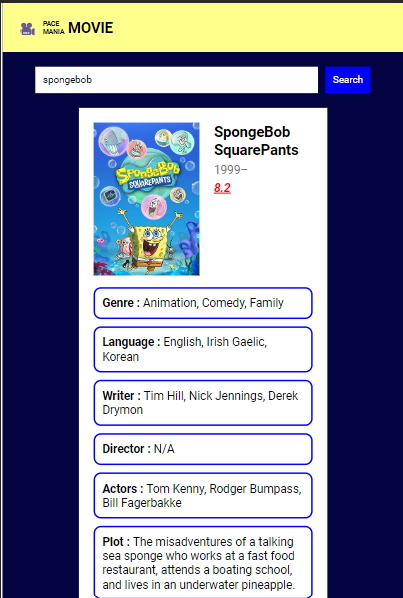 PACE
MANIA MOVIE
spongebob
Search
SpongeBob
SQUAREPANTS
SpongeBob
SquarePants
1999–
8.2
Genre : Animation, Comedy, Family
Language : English, Irish Gaelic,
Korean
Writer : Tim Hill, Nick Jennings, Derek
Drymon
Director : N/A
Actors : Tom Kenny, Rodger Bumpass,
Bill Fagerbakke
Plot : The misadventures of a talking
sea sponge who works at a fast food
restaurant, attends a boating school,
and lives in an underwater pineapple.